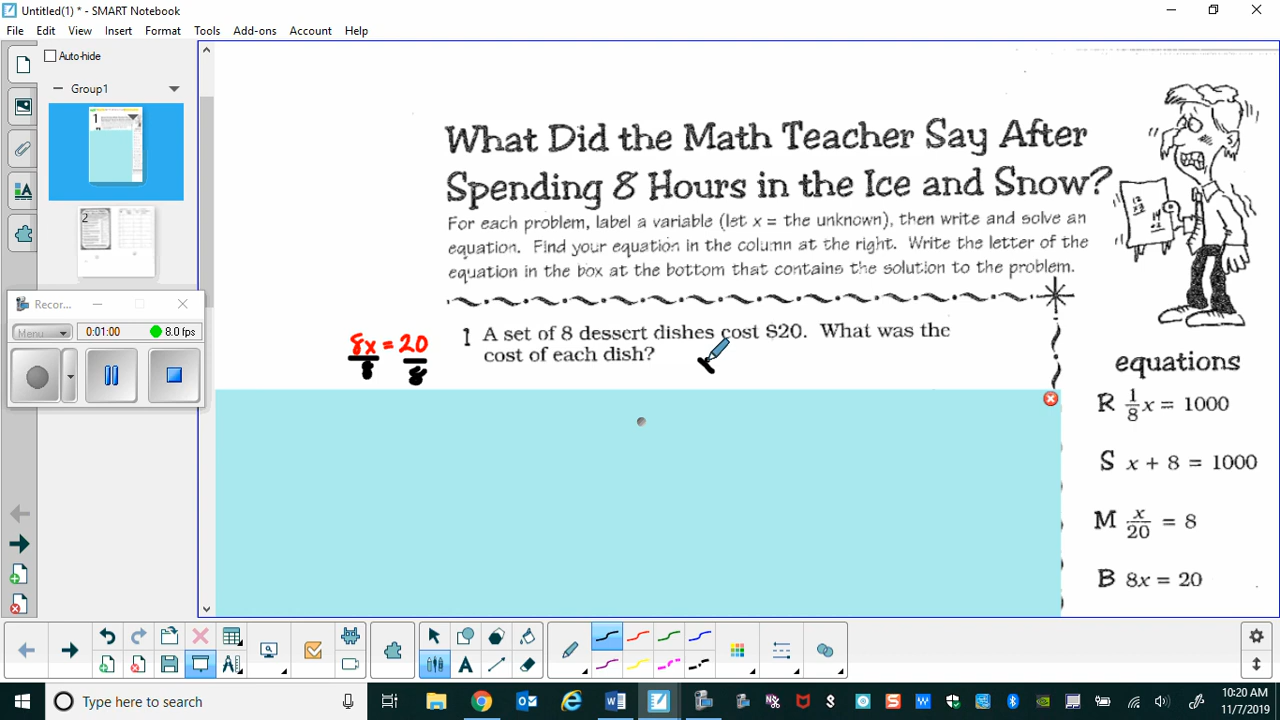 Untitled(1) * - SMART Notebook
File Edit View Insert Format Tools Add-ons Account Help
Auto-hide
Group1
1
2
Recor...
Menu
0:01:00
8.0 fps
What Did the Math Teacher Say After
Spending 8 Hours in the Ice and Snow?
For each problem, label a variable (let x = the unknown), then write and solve an
equation. Find your equation in the column at the right. Write the letter of the
equation in the box at the bottom that contains the solution to the problem.
8x = 20
8 8
1 A set of 8 dessert dishes cost $20. What was the
cost of each dish?
equations
R 1/8 x = 1000
S x + 8 = 1000
M x/20 = 8
B 8x = 20
Type here to search
10:20 AM
11/7/2019